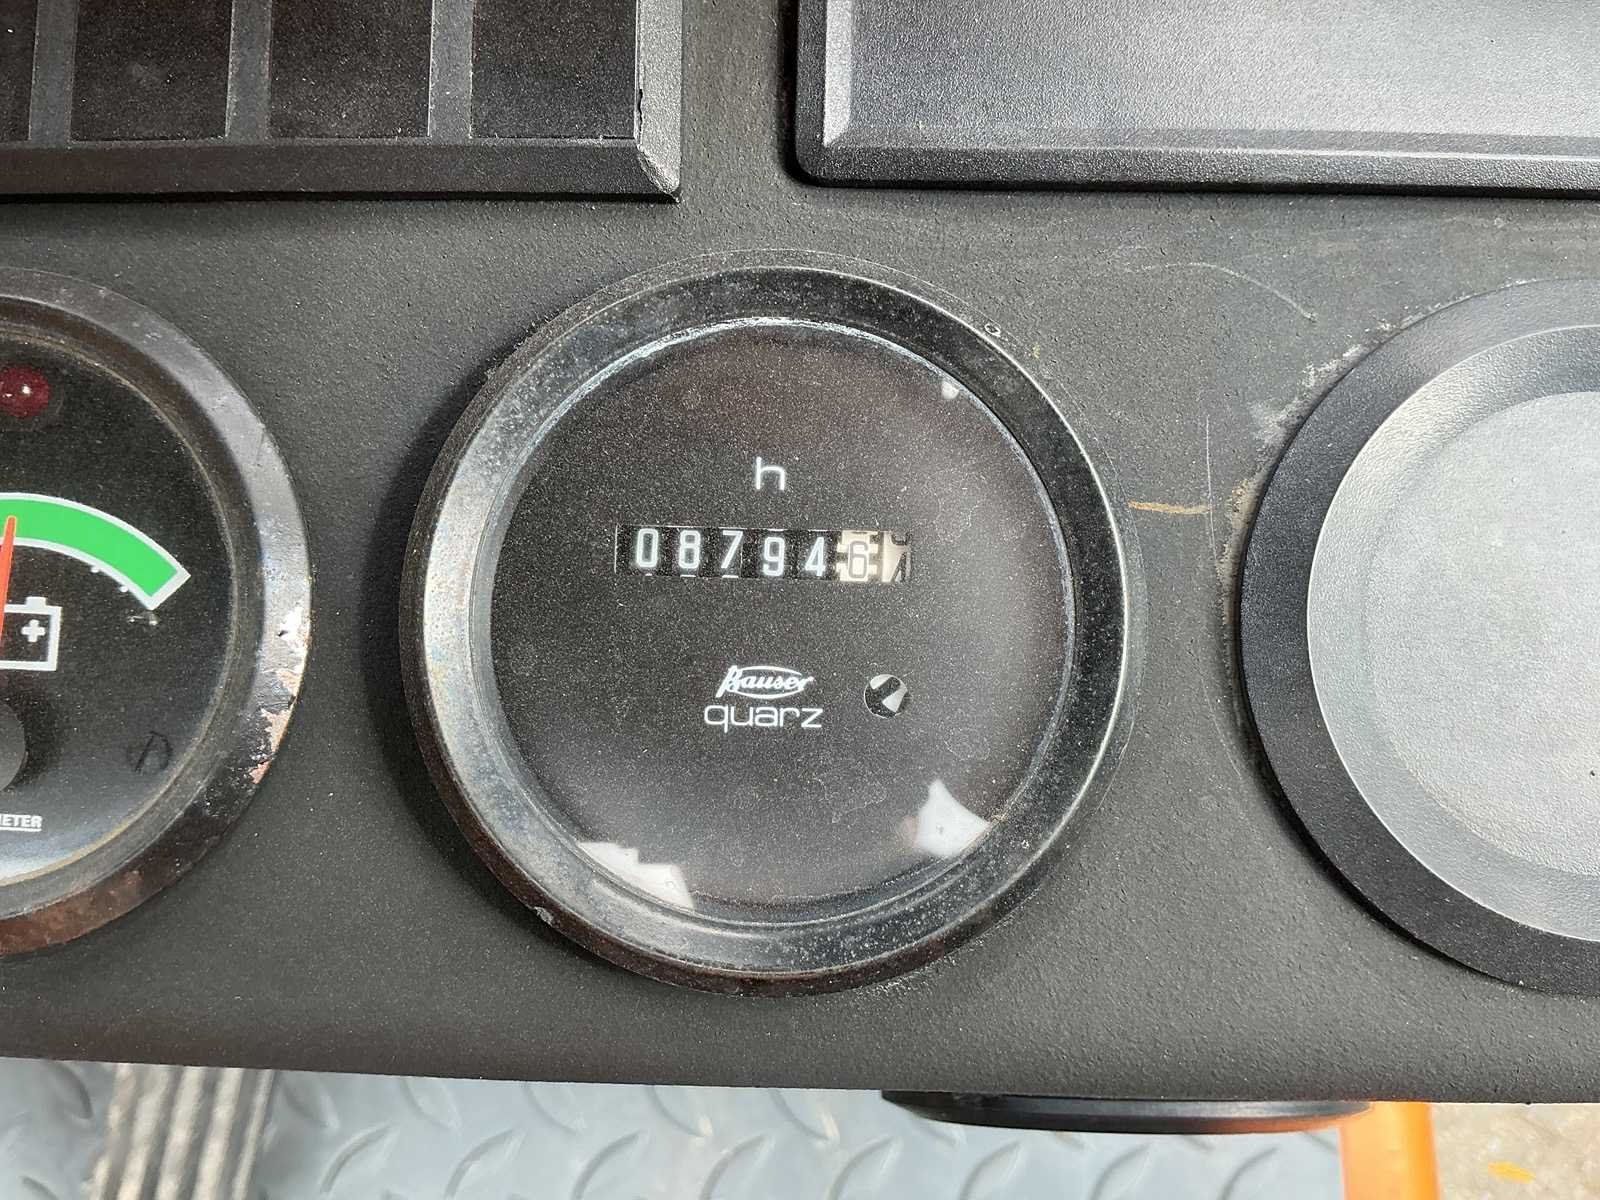 h
087946
Bauser
quarz
+